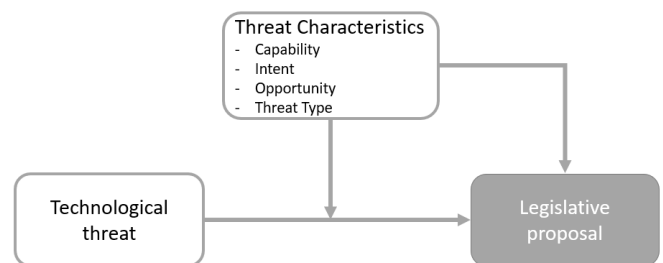 Threat Characteristics
- Capability
- Intent
- Opportunity
- Threat Type
Technological
threat
Legislative
proposal